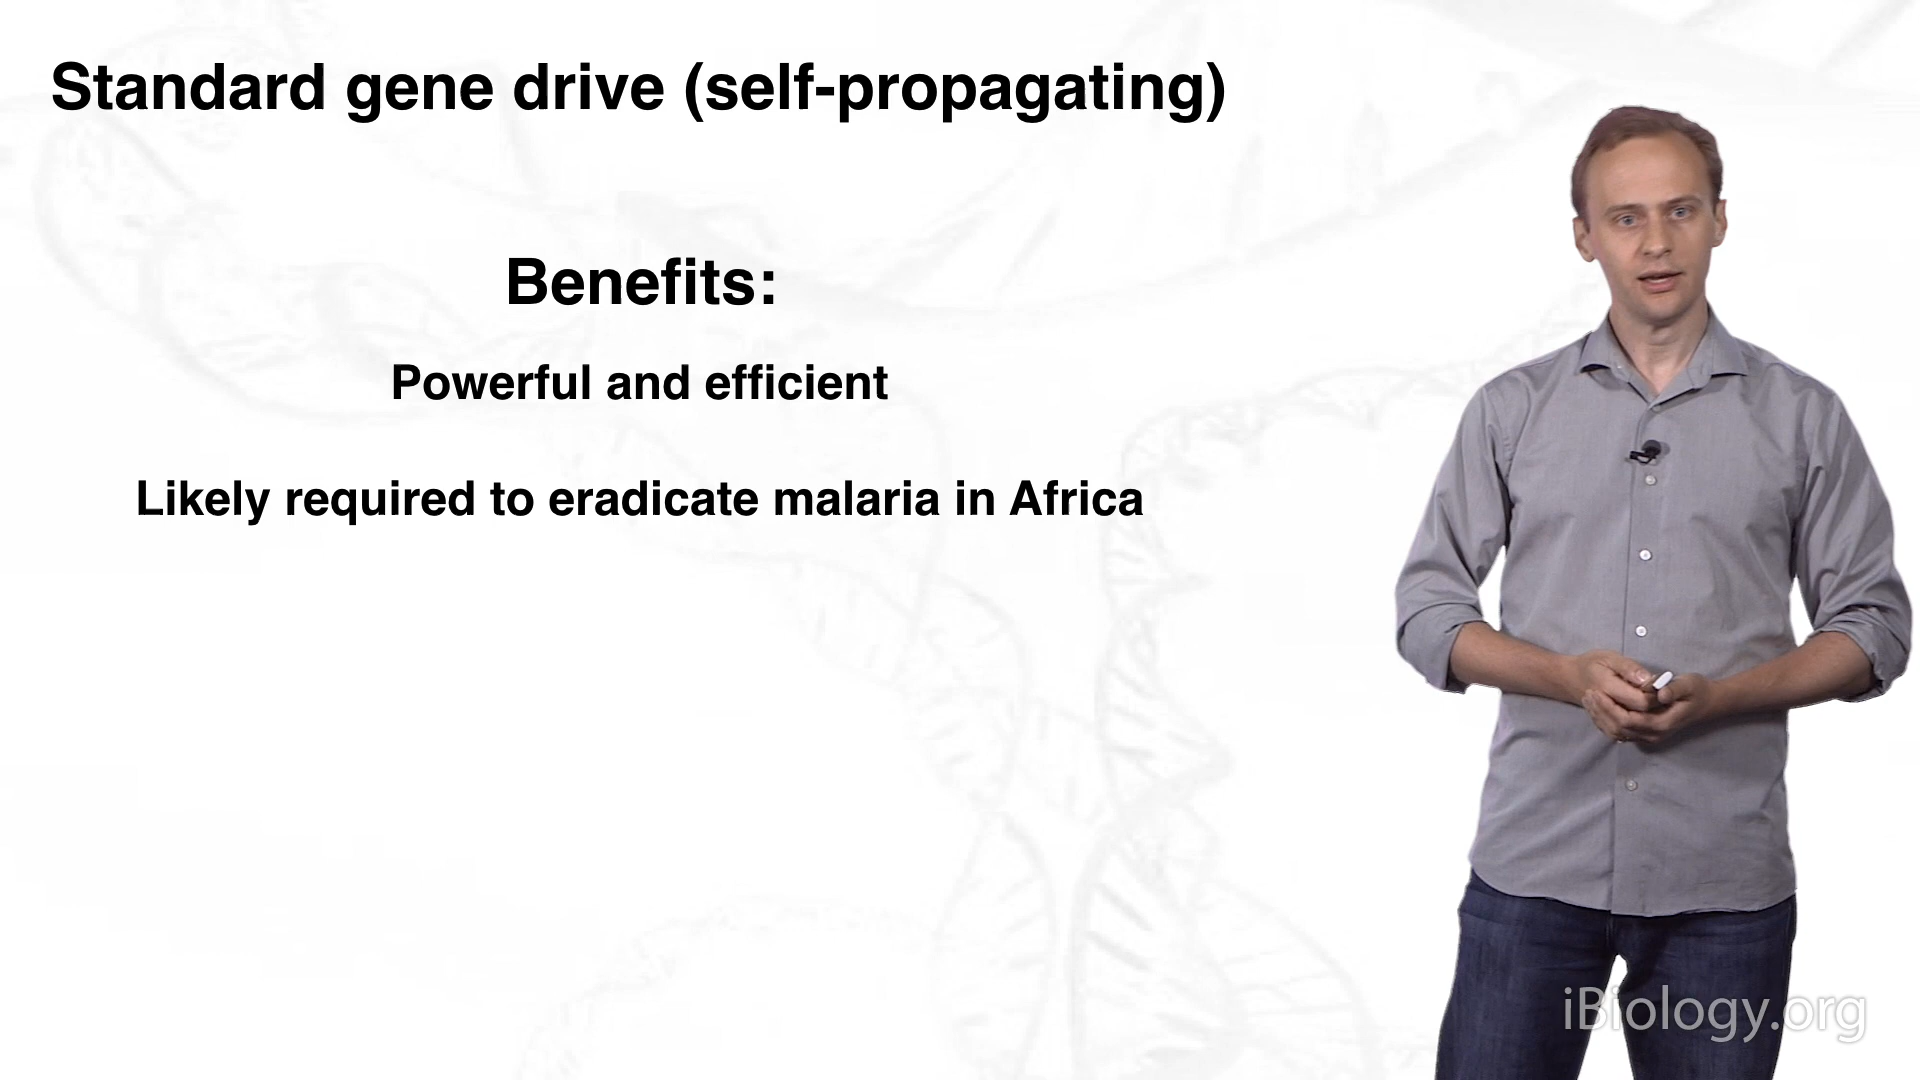 Standard gene drive (self-propagating)
Benefits:
Powerful and efficient
Likely required to eradicate malaria in Africa
iBiology.org